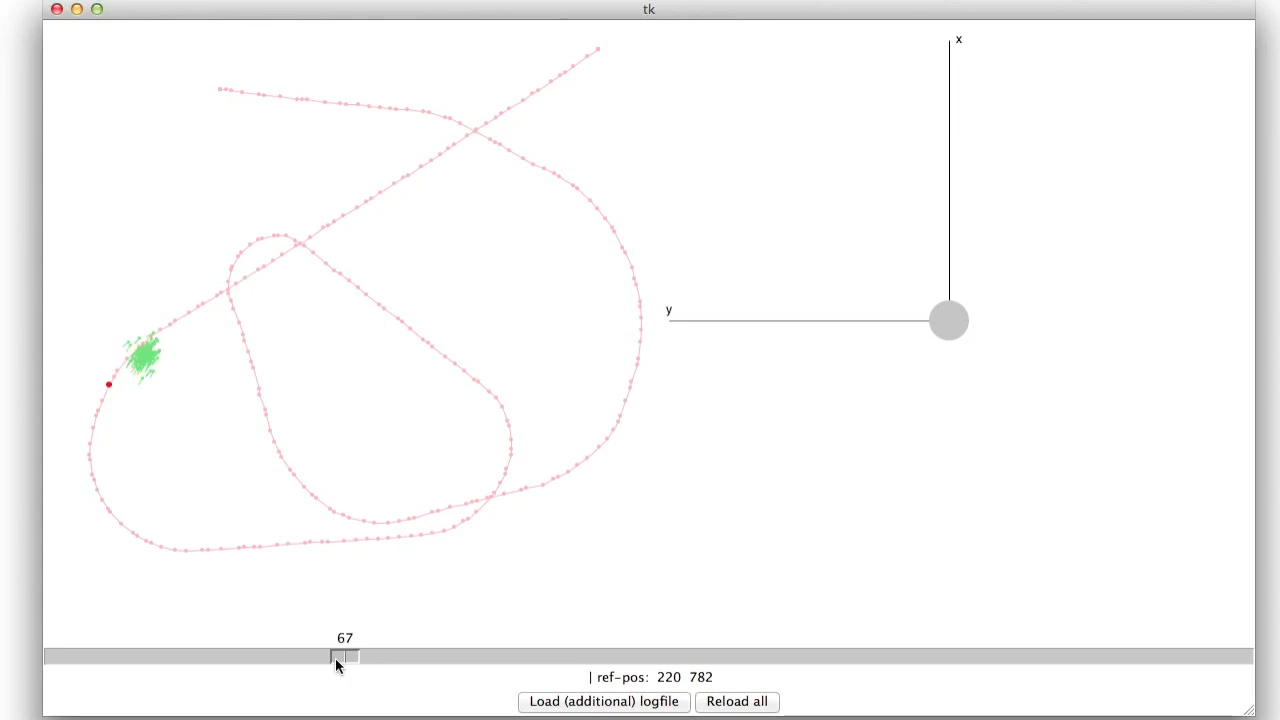 tk
x
y
67
| ref-pos: 220 782
Load (additional) logfile
Reload all